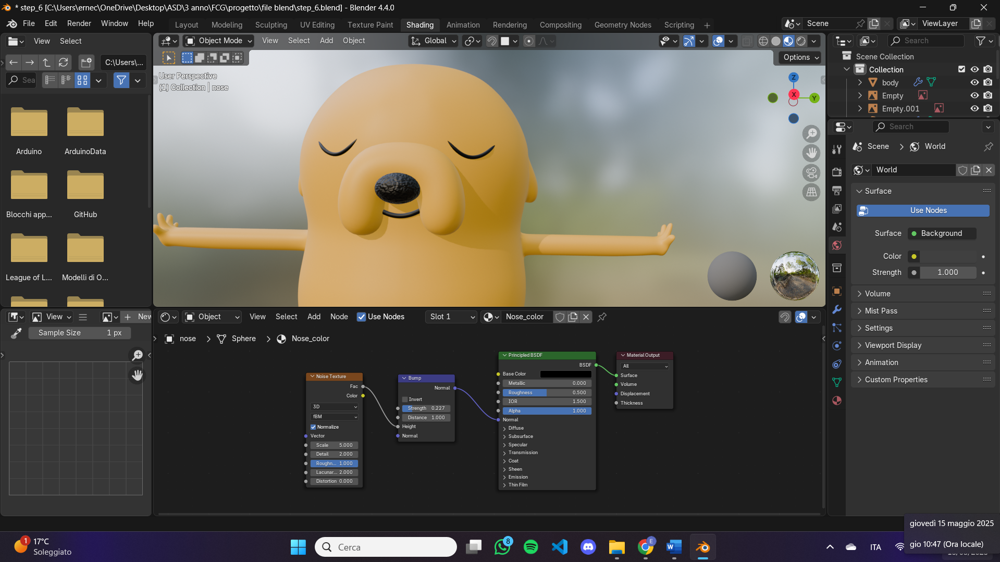 * step_6 [C:\Users\ernec\OneDrive\Desktop\ASD\3 anno\FCG\progetto\file blend\step_6.blend] - Blender 4.4.0
File Edit Render Window Help
Layout Modeling Sculpting UV Editing Texture Paint Shading Animation Rendering Compositing Geometry Nodes Scripting
Scene
ViewLayer
View Select
Object Mode View Select Add Object
Global
Search
C:\Users\...
Sea
Options
User Perspective
(1) Collection | nose
Z
X
Y
Scene Collection
Collection
body
Empty
Empty.001
Arduino
ArduinoData
Blocchi app...
GitHub
League of L...
Modelli di O...
Search
Scene > World
World
Surface
Use Nodes
Surface Background
Color
Strength 1.000
Volume
Mist Pass
Settings
Viewport Display
Animation
Custom Properties
View
New
Sample Size 1 px
Object View Select Add Node Use Nodes
Slot 1
Nose_color
nose > Sphere > Nose_color
Noise Texture
Fac
Color
3D
fBM
Normalize
Vector
Scale 5.000
Detail 2.000
Roughn... 1.000
Lacunar... 2.000
Distortion 0.000
Bump
Normal
Invert
Strength 0.227
Distance 1.000
Height
Normal
Principled BSDF
BSDF
Base Color
Metallic 0.000
Roughness 0.500
IOR 1.500
Alpha 1.000
Normal
Diffuse
Subsurface
Specular
Transmission
Coat
Sheen
Emission
Thin Film
Material Output
All
Surface
Volume
Displacement
Thickness
giovedì 15 maggio 2025
gio 10:47 (Ora locale)
1
17°C
Soleggiato
Cerca
8
E
W
ITA